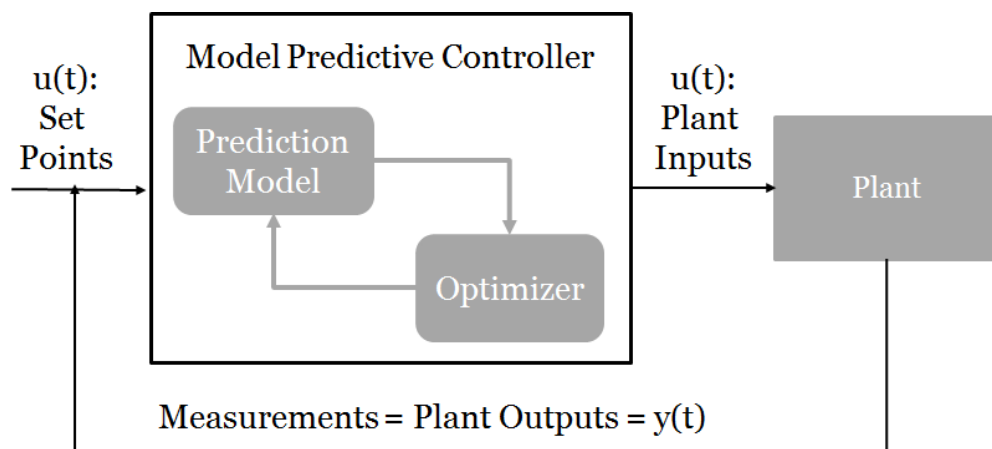 Model Predictive Controller
u(t):
Set
Points
Prediction
Model
Optimizer
u(t):
Plant
Inputs
Plant
Measurements = Plant Outputs = y(t)